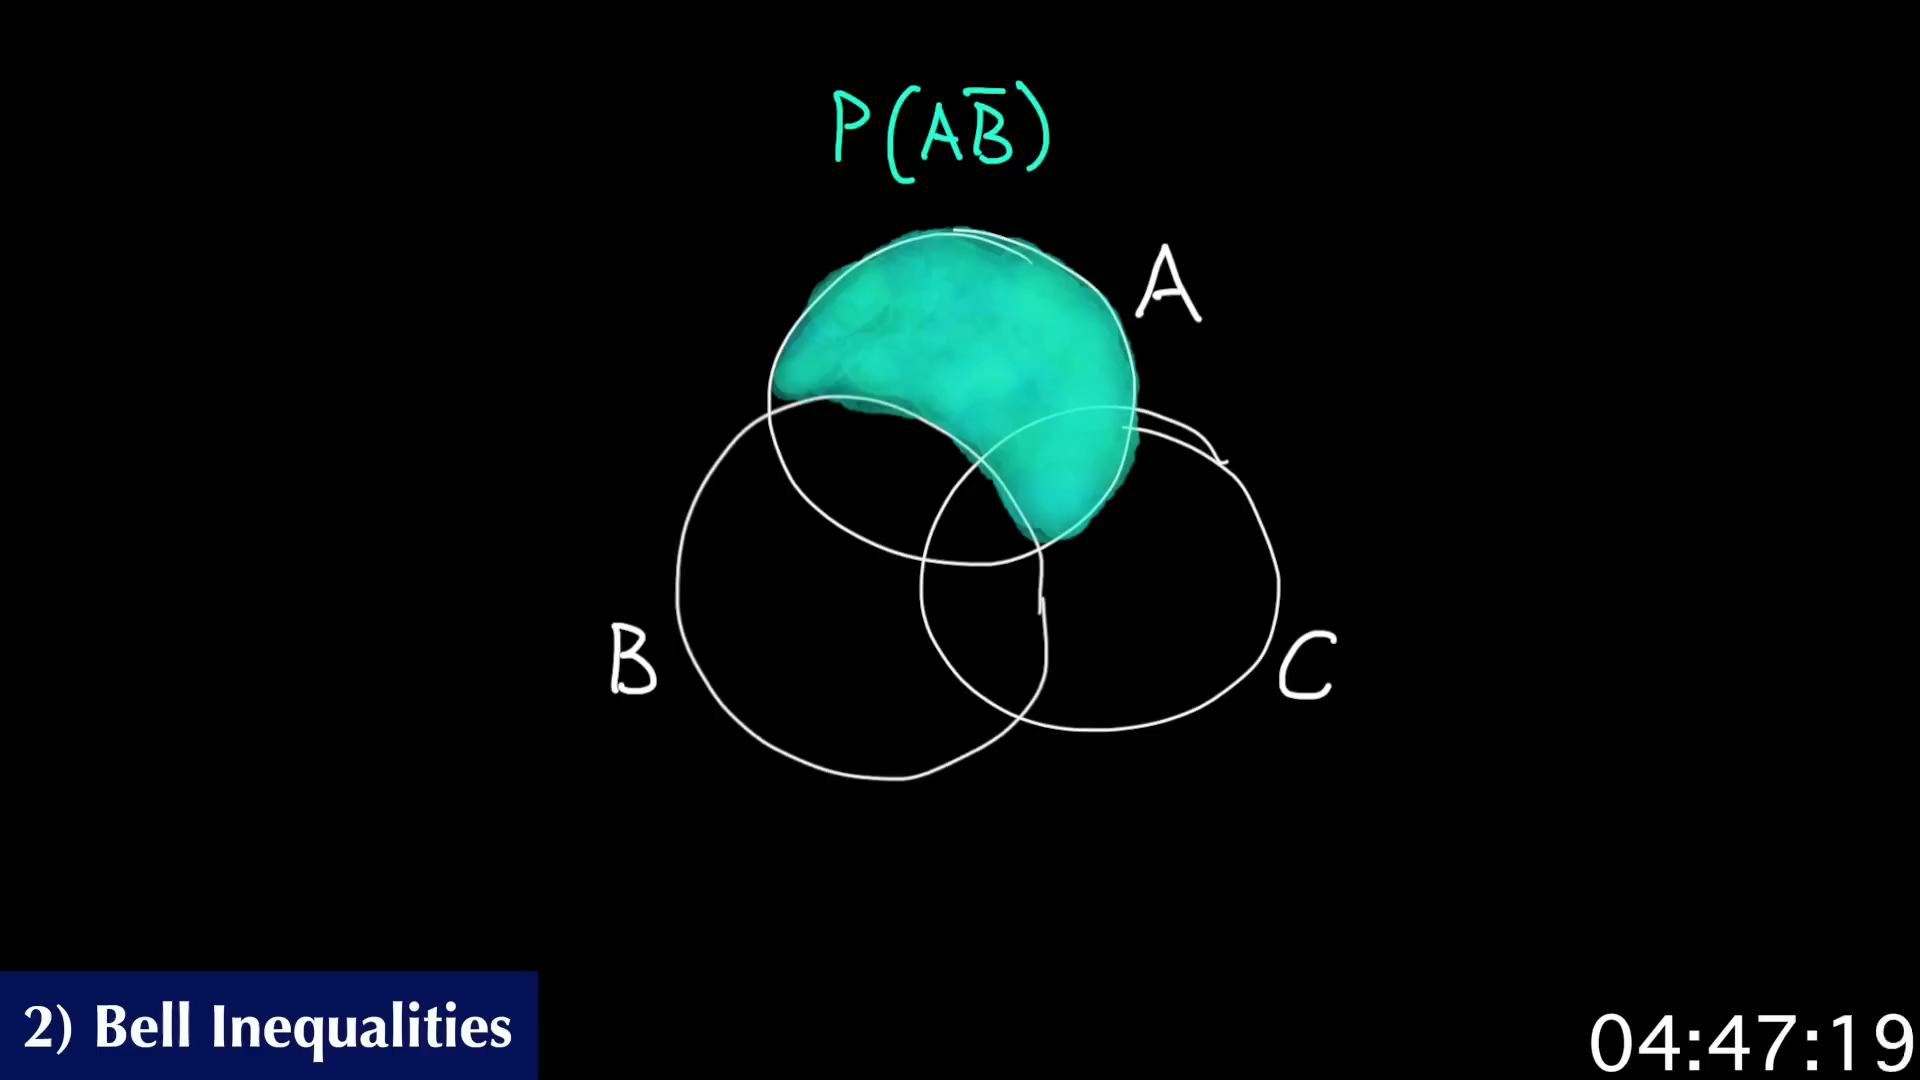 P(AB̅)
A
B
C
2) Bell Inequalities
04:47:19